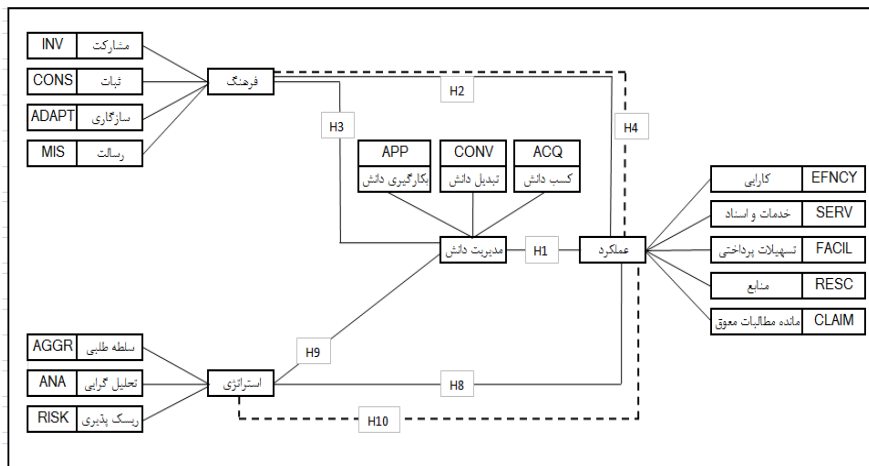 INV مشارکت
CONS ثبات
ADAPT سازگاری
MIS رسالت
فرهنگ
H2
H3
H4
APP CONV ACQ
بکارگیری دانش تبدیل دانش کسب دانش
مدیریت دانش
H1
عملکرد
کارایی EFNCY
خدمات و اسناد SERV
تسهیلات پرداختی FACIL
منابع RESC
مانده مطالبات معوق CLAIM
H9
AGGR سلطه طلبی
ANA تحلیل گرایی
RISK ریسک پذیری
استراتژی
H8
H10